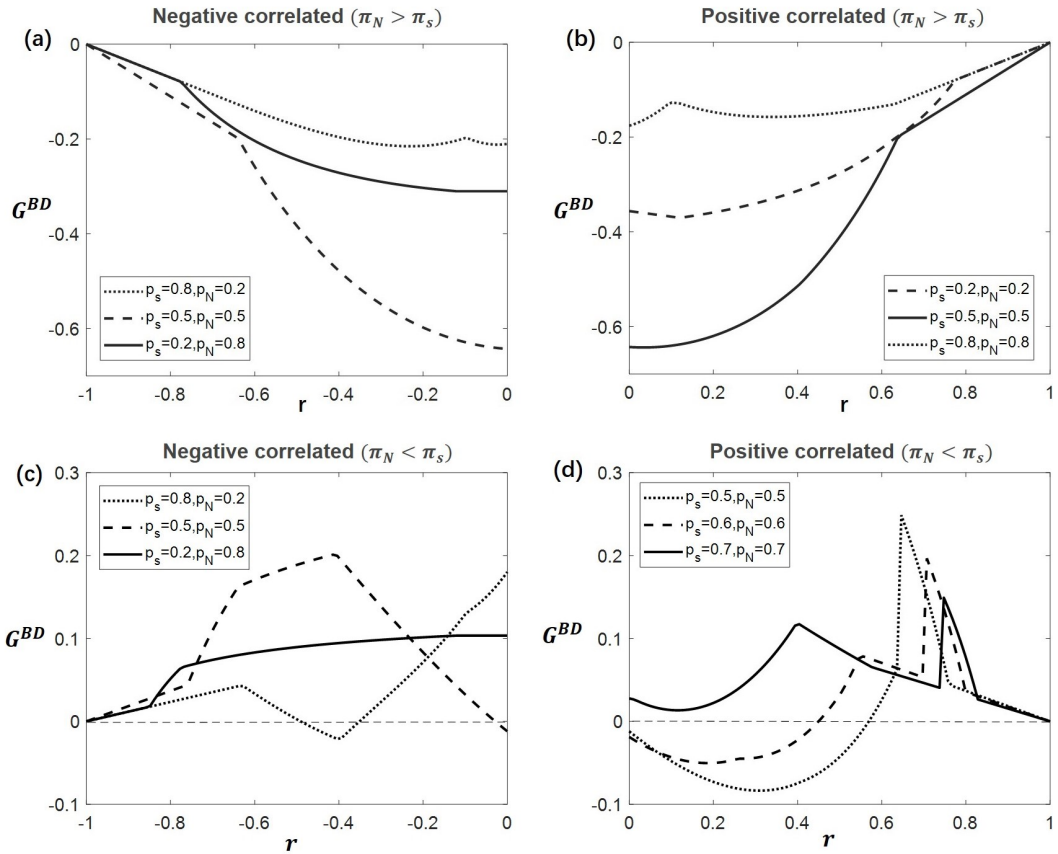 Negative correlated (π_N > π_s)
(a)
0
-0.2
-0.4
-0.6
G^BD
p_s=0.8,p_N=0.2
p_s=0.5,p_N=0.5
p_s=0.2,p_N=0.8
-1 -0.8 -0.6 -0.4 -0.2 0
r
Positive correlated (π_N > π_s)
(b)
0
-0.2
-0.4
-0.6
G^BD
p_s=0.2,p_N=0.2
p_s=0.5,p_N=0.5
p_s=0.8,p_N=0.8
0 0.2 0.4 0.6 0.8 1
r
Negative correlated (π_N < π_s)
(c)
0.3
0.2
0.1
0
-0.1
G^BD
p_s=0.8,p_N=0.2
p_s=0.5,p_N=0.5
p_s=0.2,p_N=0.8
-1 -0.8 -0.6 -0.4 -0.2 0
r
Positive correlated (π_N < π_s)
(d)
0.3
0.2
0.1
0
-0.1
G^BD
p_s=0.5,p_N=0.5
p_s=0.6,p_N=0.6
p_s=0.7,p_N=0.7
0 0.2 0.4 0.6 0.8 1
r